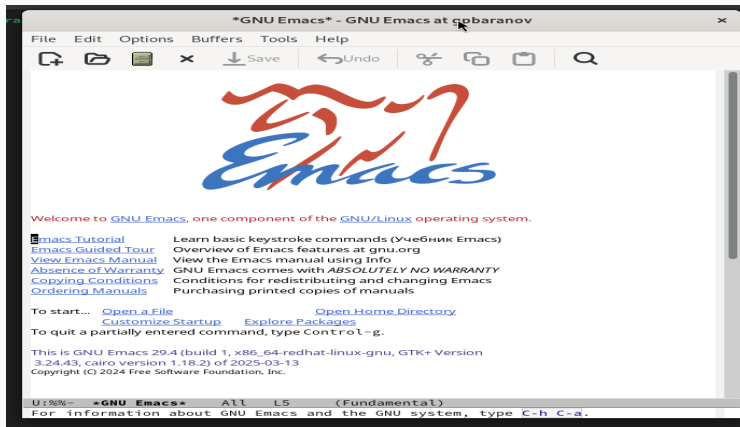 *GNU Emacs* - GNU Emacs at gpbaranov
File Edit Options Buffers Tools Help
Save Undo
Emacs
Welcome to GNU Emacs, one component of the GNU/Linux operating system.
Emacs Tutorial Learn basic keystroke commands (Учебник Emacs)
Emacs Guided Tour Overview of Emacs features at gnu.org
View Emacs Manual View the Emacs manual using Info
Absence of Warranty GNU Emacs comes with ABSOLUTELY NO WARRANTY
Copying Conditions Conditions for redistributing and changing Emacs
Ordering Manuals Purchasing printed copies of manuals
To start... Open a File Open Home Directory
Customize Startup Explore Packages
To quit a partially entered command, type Control-g.
This is GNU Emacs 29.4 (build 1, x86_64-redhat-linux-gnu, GTK+ Version
3.24.43, cairo version 1.18.2) of 2025-03-13
Copyright (C) 2024 Free Software Foundation, Inc.
U:%%- *GNU Emacs* All L5 (Fundamental)
For information about GNU Emacs and the GNU system, type C-h C-a.